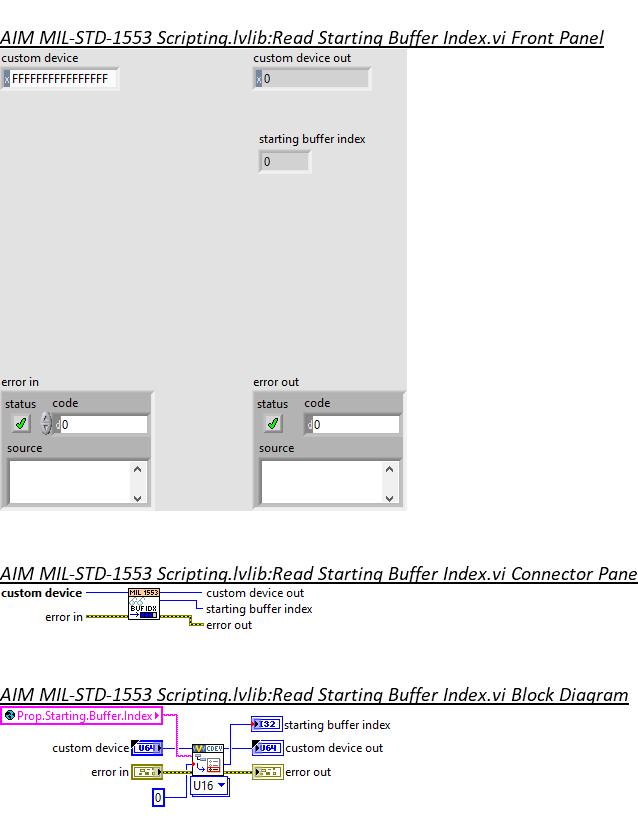 AIM MIL-STD-1553 Scripting.lvlib:Read Starting Buffer Index.vi Front Panel
custom device custom device out
x FFFFFFFFFFFFFFFF x 0
starting buffer index
0
error in error out
status code status code
d 0 d 0
source source
AIM MIL-STD-1553 Scripting.lvlib:Read Starting Buffer Index.vi Connector Pane
custom device MIL 1553 custom device out
BUF IDX starting buffer index
error in error out
AIM MIL-STD-1553 Scripting.lvlib:Read Starting Buffer Index.vi Block Diagram
Prop.Starting.Buffer.Index
I32 starting buffer index
custom device U64 CDEV U64 custom device out
error in error out
U16
0